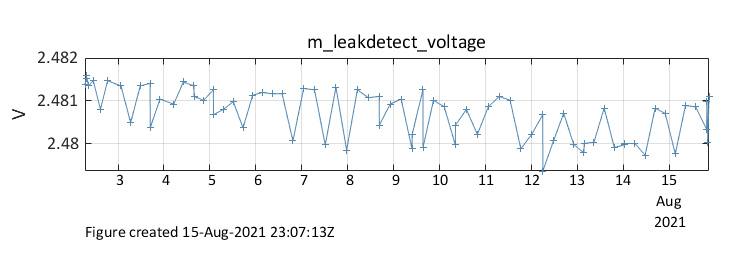 m_leakdetect_voltage
2.482
2.481
2.48
V
3 4 5 6 7 8 9 10 11 12 13 14 15
Aug
2021
Figure created 15-Aug-2021 23:07:13Z